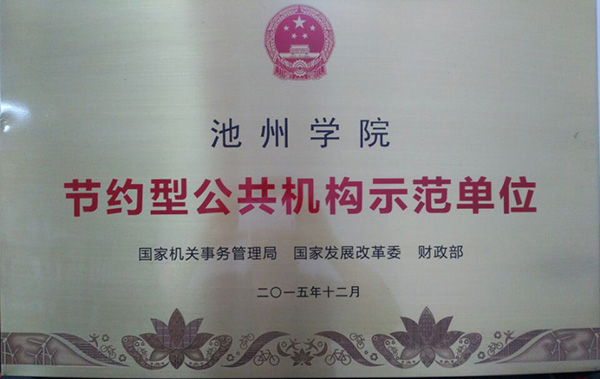 池州学院
节约型公共机构示范单位
国家机关事务管理局 国家发展改革委 财政部
二〇一五年十二月